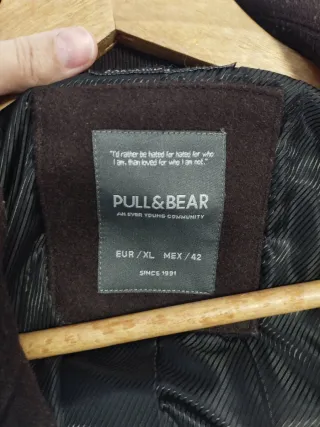 "I'd rather be hated for hated for who
I am, than loved for who I am not."
PULL&BEAR
AN EVER YOUNG COMMUNITY
EUR / XL MEX / 42
SINCE 1991